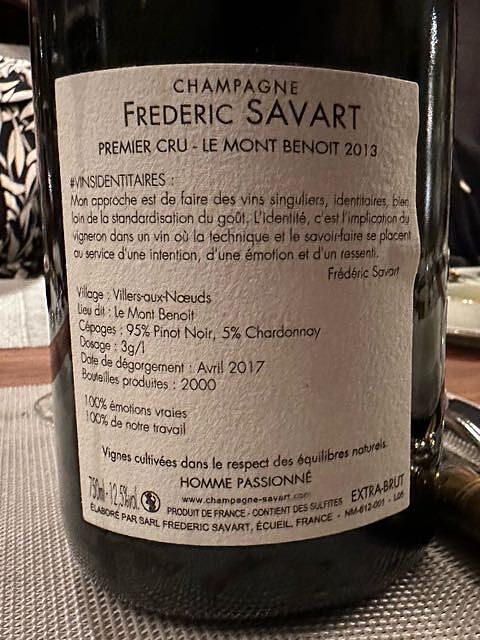 CHAMPAGNE
FREDERIC SAVART
PREMIER CRU - LE MONT BENOIT 2013
#VINSIDENTITAIRES :
Mon approche est de faire des vins singuliers, identitaires, bien
loin de la standardisation du goût. L'identité, c'est l'implication du
vigneron dans un vin où la technique et le savoir-faire se placent
au service d'une intention, d'une émotion et d'un ressenti.
Frédéric Savart
Village : Villers-aux-Nœuds
Lieu dit : Le Mont Benoit
Cépages : 95% Pinot Noir, 5% Chardonnay
Dosage : 3g/l
Date de dégorgement : Avril 2017
Bouteilles produites : 2000
100% émotions vraies
100% de notre travail
Vignes cultivées dans le respect des équilibres naturels.
HOMME PASSIONNÉ
www.champagne-savart.com
750ml - 12,5%vol.
PRODUIT DE FRANCE - CONTIENT DES SULFITES
EXTRA-BRUT
ÉLABORÉ PAR SARL FREDERIC SAVART, ÉCUEIL, FRANCE - NM-612-001 - L05